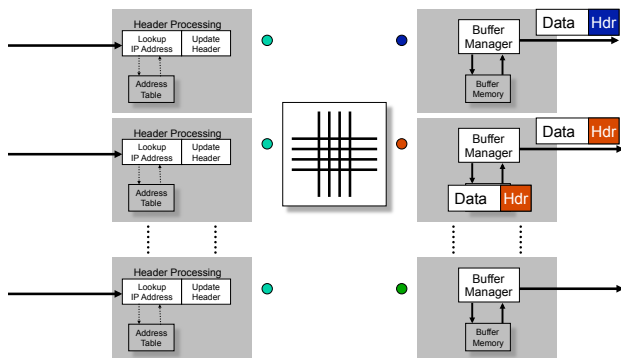 Header Processing
Lookup
IP Address
Update
Header
Address
Table
Buffer
Manager
Buffer
Memory
Data Hdr
Header Processing
Lookup
IP Address
Update
Header
Address
Table
Buffer
Manager
Data Hdr
Data Hdr
Header Processing
Lookup
IP Address
Update
Header
Address
Table
Buffer
Manager
Buffer
Memory